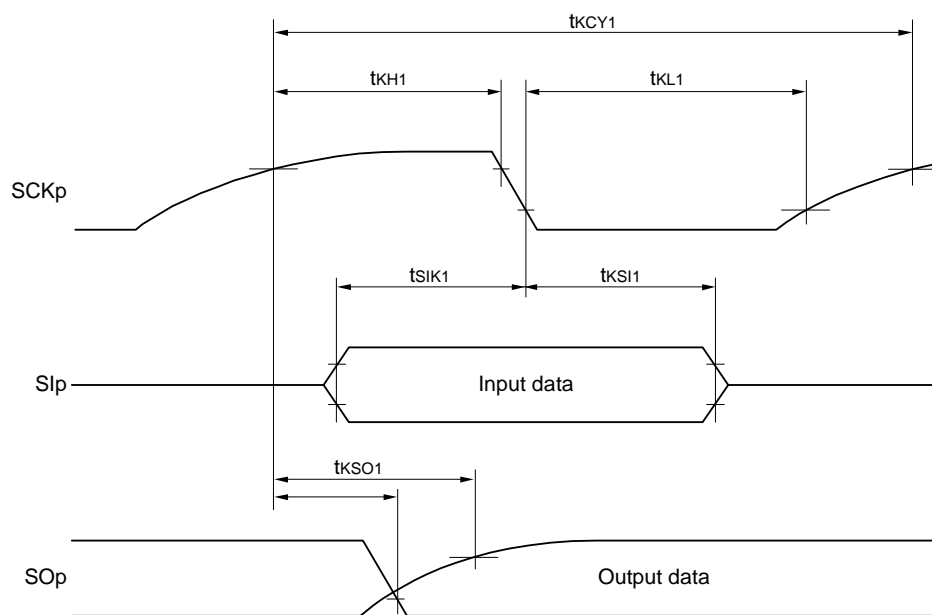 tKCY1
tKH1
tKL1
SCKp
tSIK1
tKSI1
SIp
Input data
tKSO1
SOp
Output data